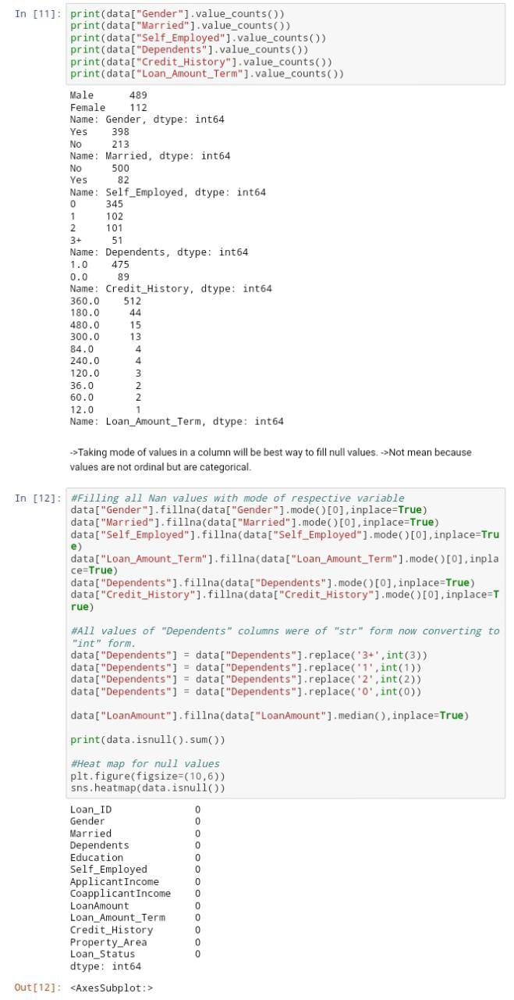 In [11]: print(data["Gender"].value_counts())
print(data["Married"].value_counts())
print(data["Self_Employed"].value_counts())
print(data["Dependents"].value_counts())
print(data["Credit_History"].value_counts())
print(data["Loan_Amount_Term"].value_counts())
Male 489
Female 112
Name: Gender, dtype: int64
Yes 398
No 213
Name: Married, dtype: int64
No 500
Yes 82
Name: Self_Employed, dtype: int64
0 345
1 102
2 101
3+ 51
Name: Dependents, dtype: int64
1.0 475
0.0 89
Name: Credit_History, dtype: int64
360.0 512
180.0 44
480.0 15
300.0 13
84.0 4
240.0 4
120.0 3
36.0 2
60.0 2
12.0 1
Name: Loan_Amount_Term, dtype: int64
->Taking mode of values in a column will be best way to fill null values. ->Not mean because
values are not ordinal but are categorical.
In [12]: #Filling all Nan values with mode of respective variable
data["Gender"].fillna(data["Gender"].mode()[0],inplace=True)
data["Married"].fillna(data["Married"].mode()[0],inplace=True)
data["Self_Employed"].fillna(data["Self_Employed"].mode()[0],inplace=Tru
e)
data["Loan_Amount_Term"].fillna(data["Loan_Amount_Term"].mode()[0],inpla
ce=True)
data["Dependents"].fillna(data["Dependents"].mode()[0],inplace=True)
data["Credit_History"].fillna(data["Credit_History"].mode()[0],inplace=T
rue)
#All values of "Dependents" columns were of "str" form now converting to
"int" form.
data["Dependents"] = data["Dependents"].replace('3+',int(3))
data["Dependents"] = data["Dependents"].replace('1',int(1))
data["Dependents"] = data["Dependents"].replace('2',int(2))
data["Dependents"] = data["Dependents"].replace('0',int(0))
data["LoanAmount"].fillna(data["LoanAmount"].median(),inplace=True)
print(data.isnull().sum())
#Heat map for null values
plt.figure(figsize=(10,6))
sns.heatmap(data.isnull())
Loan_ID 0
Gender 0
Married 0
Dependents 0
Education 0
Self_Employed 0
ApplicantIncome 0
CoapplicantIncome 0
LoanAmount 0
Loan_Amount_Term 0
Credit_History 0
Property_Area 0
Loan_Status 0
dtype: int64
Out[12]: <AxesSubplot:>